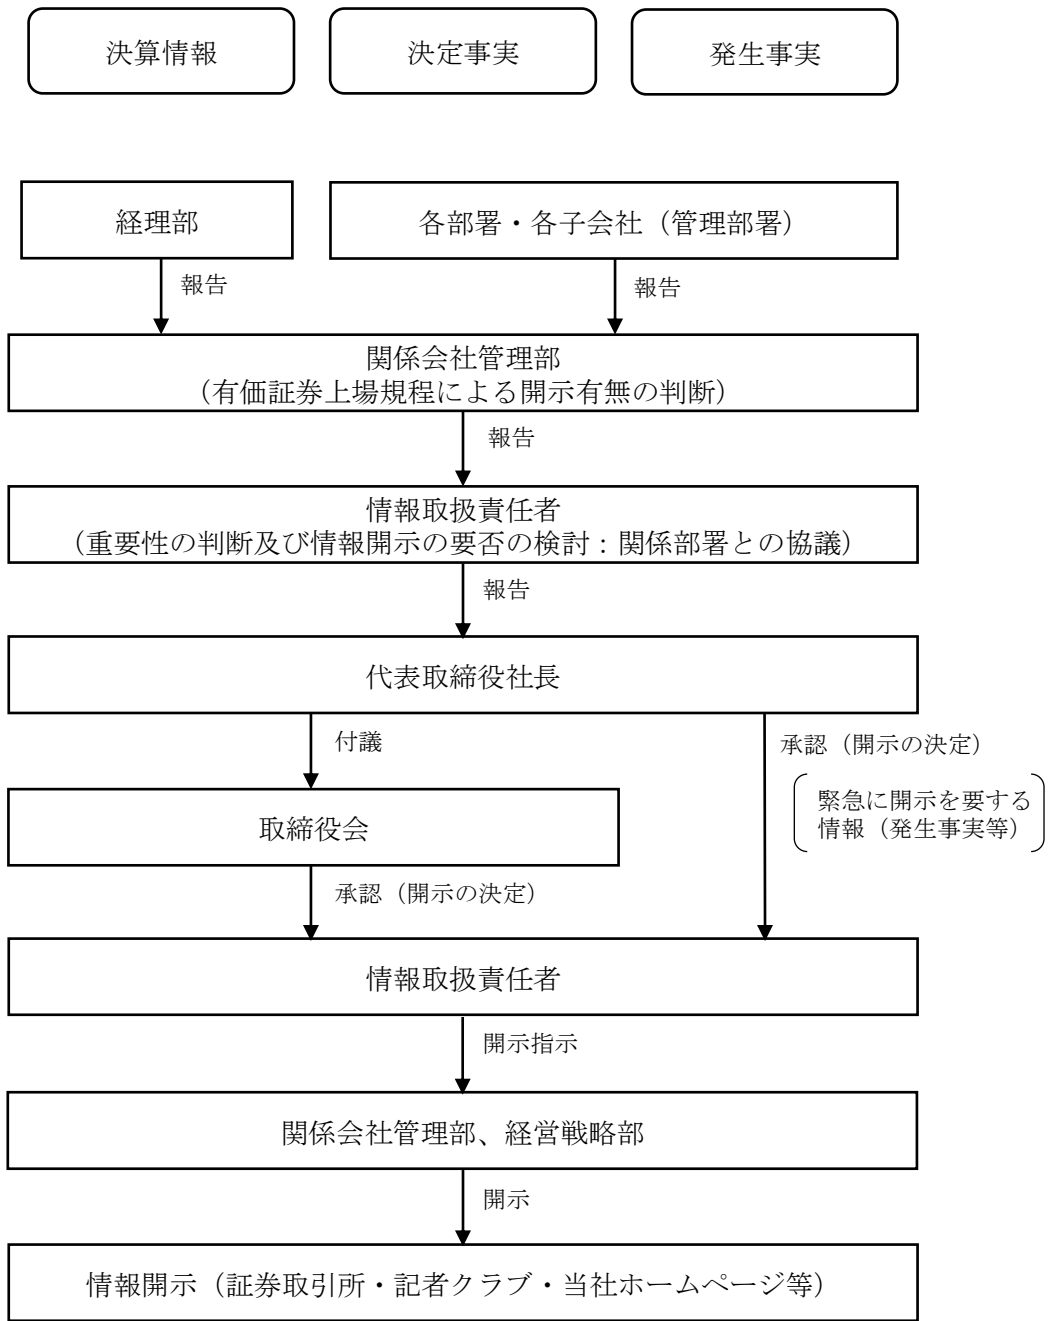 決算情報
決定事実
発生事実
経理部
各部署・各子会社（管理部署）
報告
報告
関係会社管理部
（有価証券上場規程による開示有無の判断）
報告
情報取扱責任者
（重要性の判断及び情報開示の要否の検討：関係部署との協議）
報告
代表取締役社長
付議
承認（開示の決定）
緊急に開示を要する
情報（発生事実等）
取締役会
承認（開示の決定）
情報取扱責任者
開示指示
関係会社管理部、経営戦略部
開示
情報開示（証券取引所・記者クラブ・当社ホームページ等）